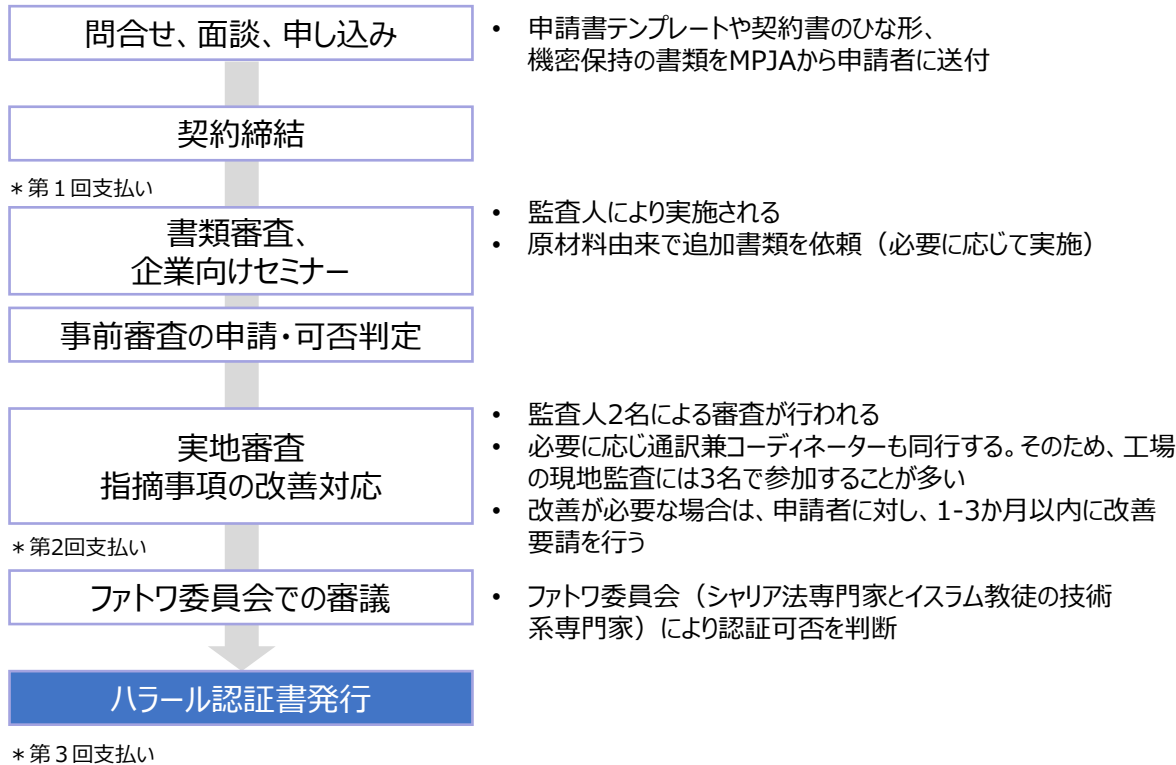 問合せ、面談、申し込み
• 申請書テンプレートや契約書のひな形、
機密保持の書類をMPJAから申請者に送付
契約締結
＊第１回支払い
書類審査、
企業向けセミナー
• 監査人により実施される
• 原材料由来で追加書類を依頼（必要に応じて実施）
事前審査の申請・可否判定
実地審査
指摘事項の改善対応
• 監査人2名による審査が行われる
• 必要に応じ通訳兼コーディネーターも同行する。そのため、工場
の現地監査には3名で参加することが多い
• 改善が必要な場合は、申請者に対し、1-3か月以内に改善
要請を行う
＊第2回支払い
ファトワ委員会での審議
• ファトワ委員会（シャリア法専門家とイスラム教徒の技術
系専門家）により認証可否を判断
ハラール認証書発行
＊第３回支払い